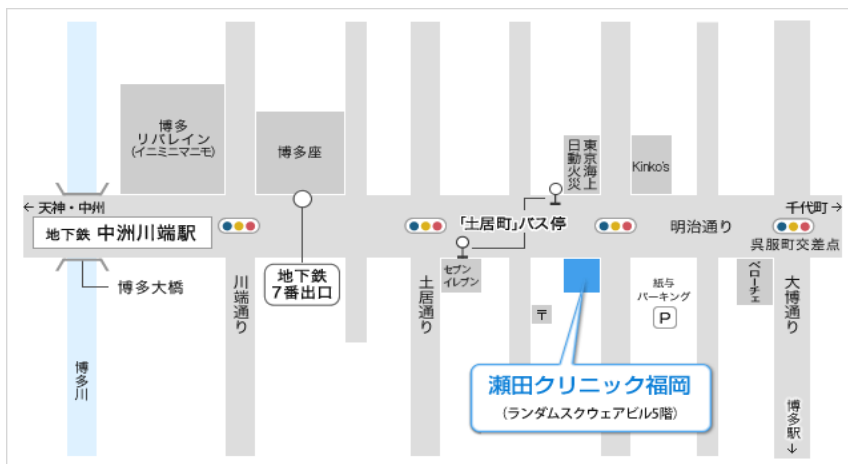 博多
リバレイン
(イニミニマニモ)
博多座
東京海上
日動火災
Kinko's
←天神・中州
地下鉄 中洲川端駅
「土居町」バス停
明治通り
千代町→
呉服町交差点
博多大橋
川端通り
地下鉄
7番出口
土居通り
セブン
イレブン
〒
紙与
パーキング
P
ベローチェ
大博通り
博多川
瀬田クリニック福岡
(ランダムスクウェアビル5階)
博多駅→